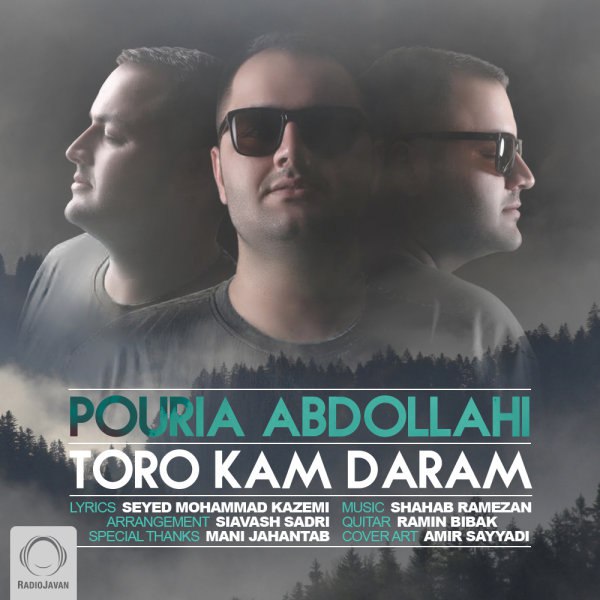 POURIA ABDOLLAHI
TORO KAM DARAM
LYRICS SEYED MOHAMMAD KAZEMI MUSIC SHAHAB RAMEZAN
ARRANGEMENT SIAVASH SADRI QUITAR RAMIN BIBAK
SPECIAL THANKS MANI JAHANTAB COVER ART AMIR SAYYADI
RADIOJAVAN